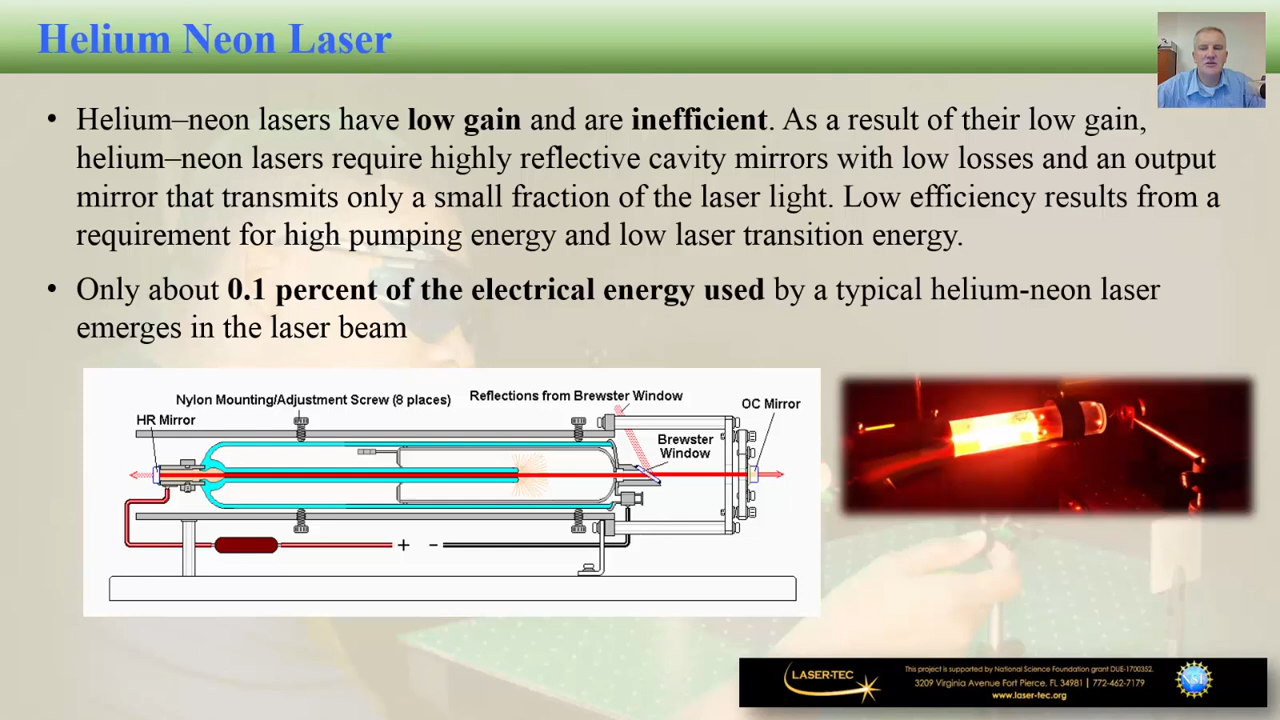 Helium Neon Laser
• Helium–neon lasers have low gain and are inefficient. As a result of their low gain,
helium–neon lasers require highly reflective cavity mirrors with low losses and an output
mirror that transmits only a small fraction of the laser light. Low efficiency results from a
requirement for high pumping energy and low laser transition energy.
• Only about 0.1 percent of the electrical energy used by a typical helium-neon laser
emerges in the laser beam
Nylon Mounting/Adjustment Screw (8 places)
Reflections from Brewster Window
OC Mirror
HR Mirror
Brewster
Window
+ −
LASER-TEC
This project is supported by National Science Foundation grant DUE-1700352.
3209 Virginia Avenue Fort Pierce, FL 34981 | 772-462-7179
www.laser-tec.org
NSF